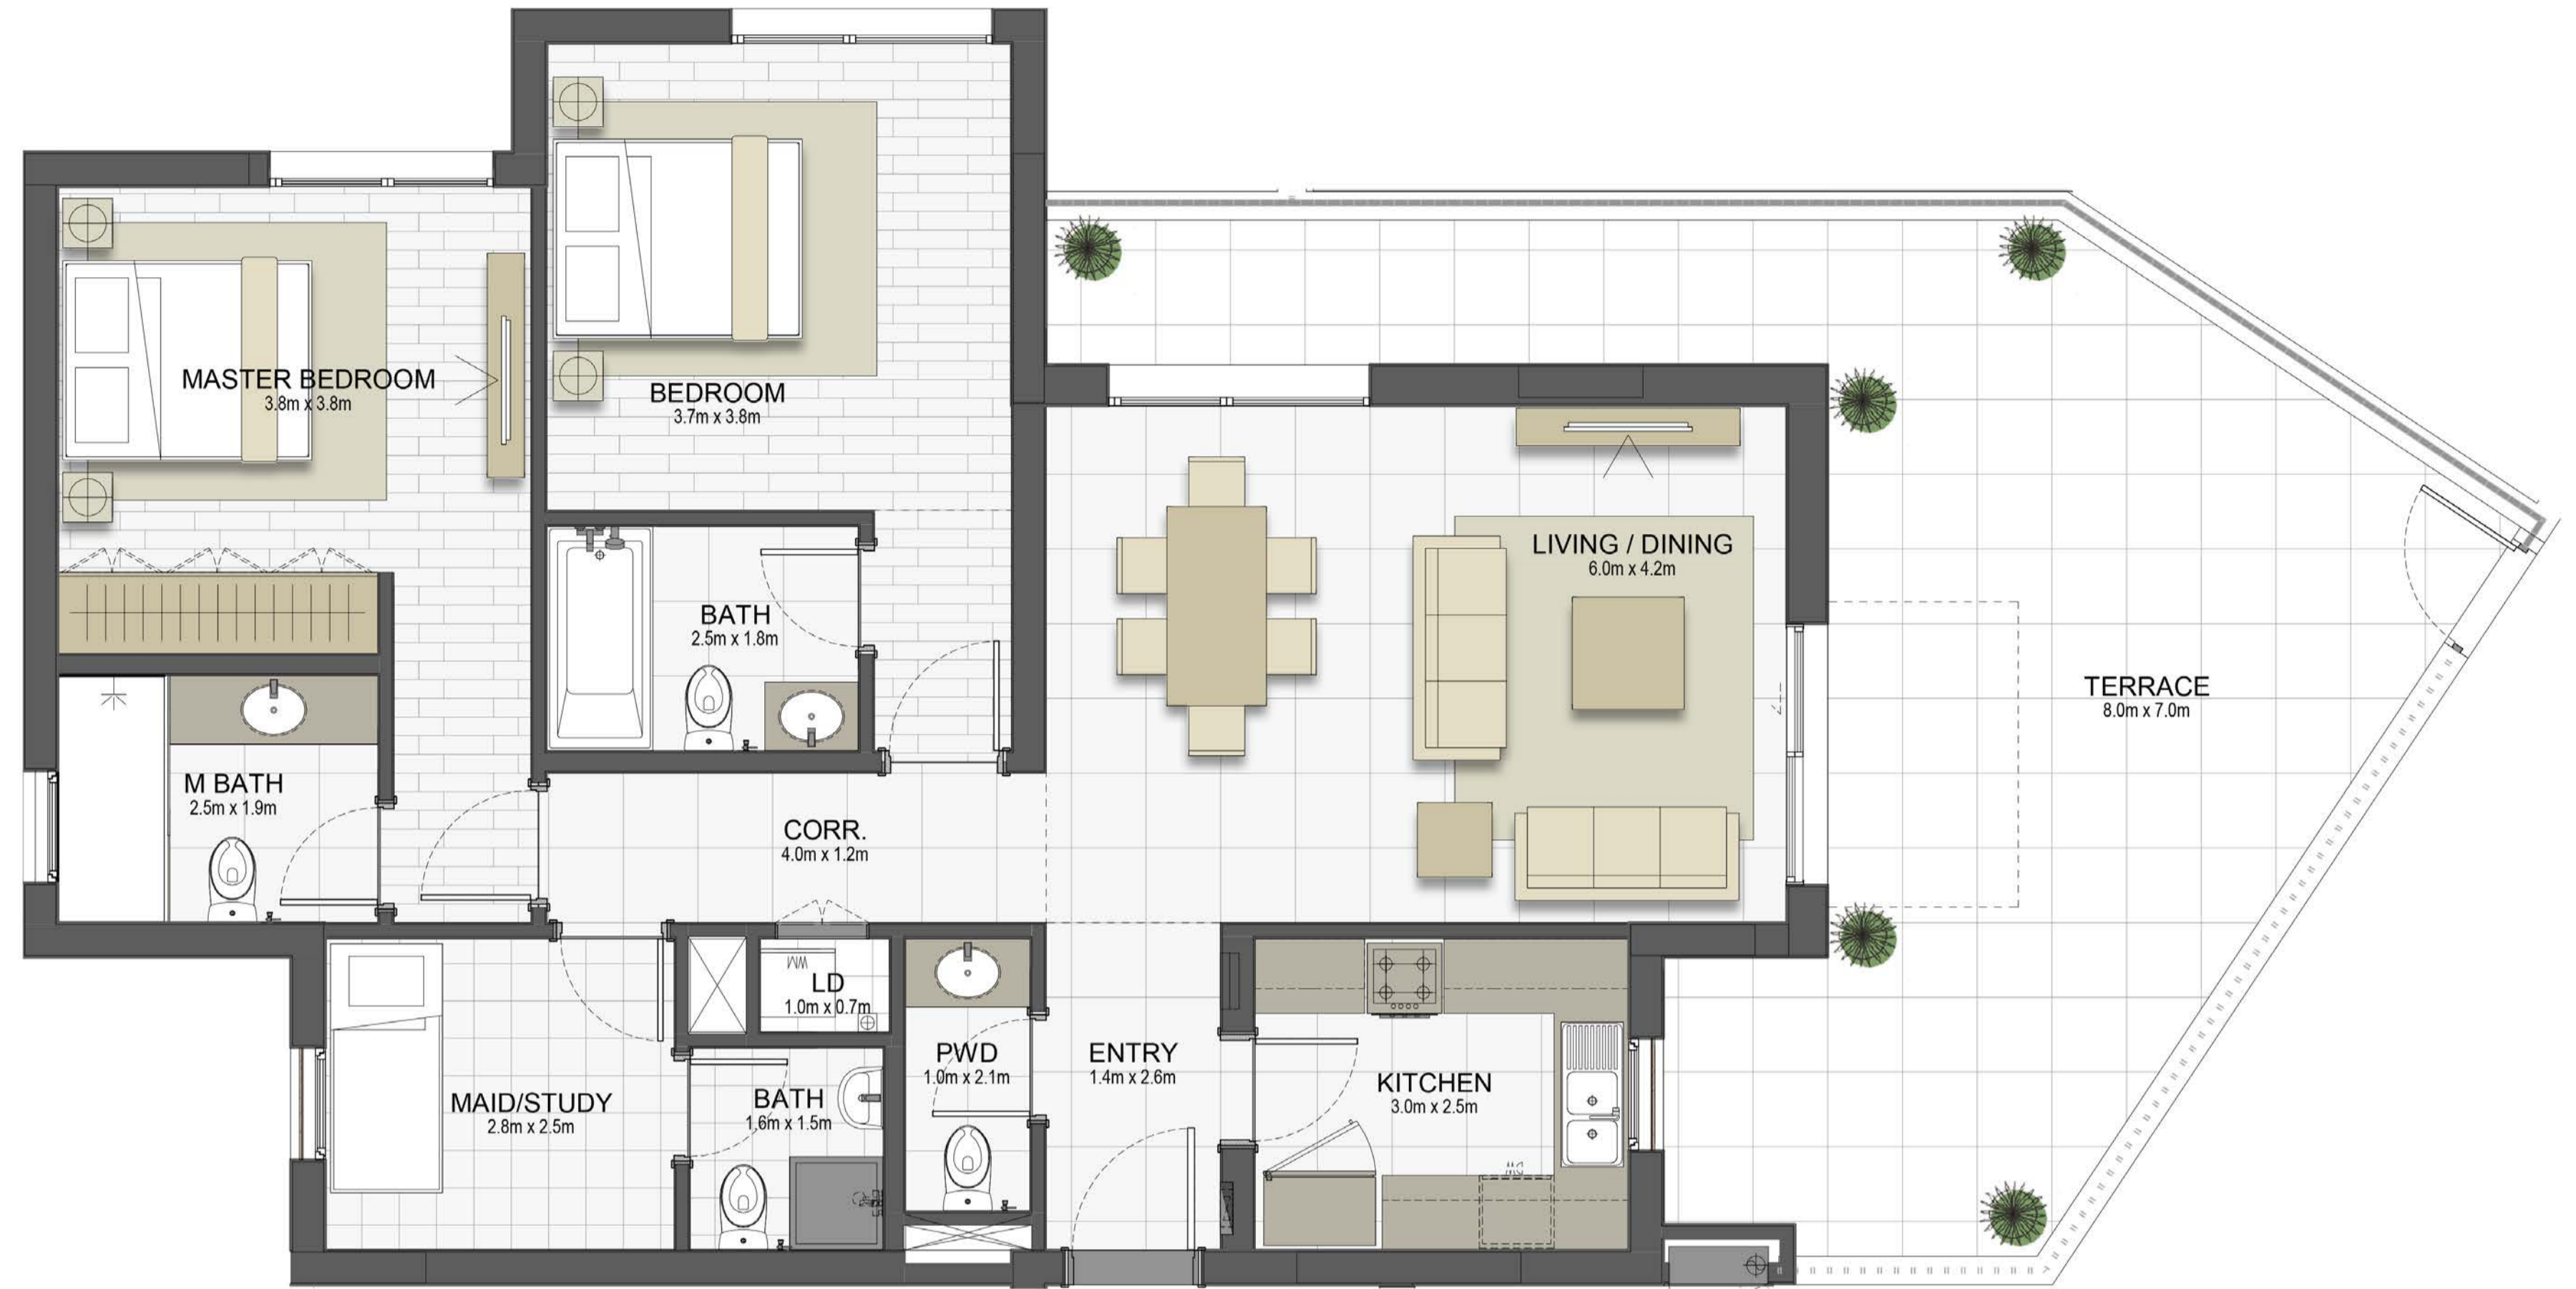 MASTER BEDROOM
3.8m x 3.8m
BEDROOM
3.7m x 3.8m
LIVING / DINING
6.0m x 4.2m
BATH
2.5m x 1.8m
TERRACE
8.0m x 7.0m
M BATH
2.5m x 1.9m
CORR.
4.0m x 1.2m
WM
LD
1.0m x 0.7m
PWD
1.0m x 2.1m
ENTRY
1.4m x 2.6m
KITCHEN
3.0m x 2.5m
MAID/STUDY
2.8m x 2.5m
BATH
1.6m x 1.5m
DW